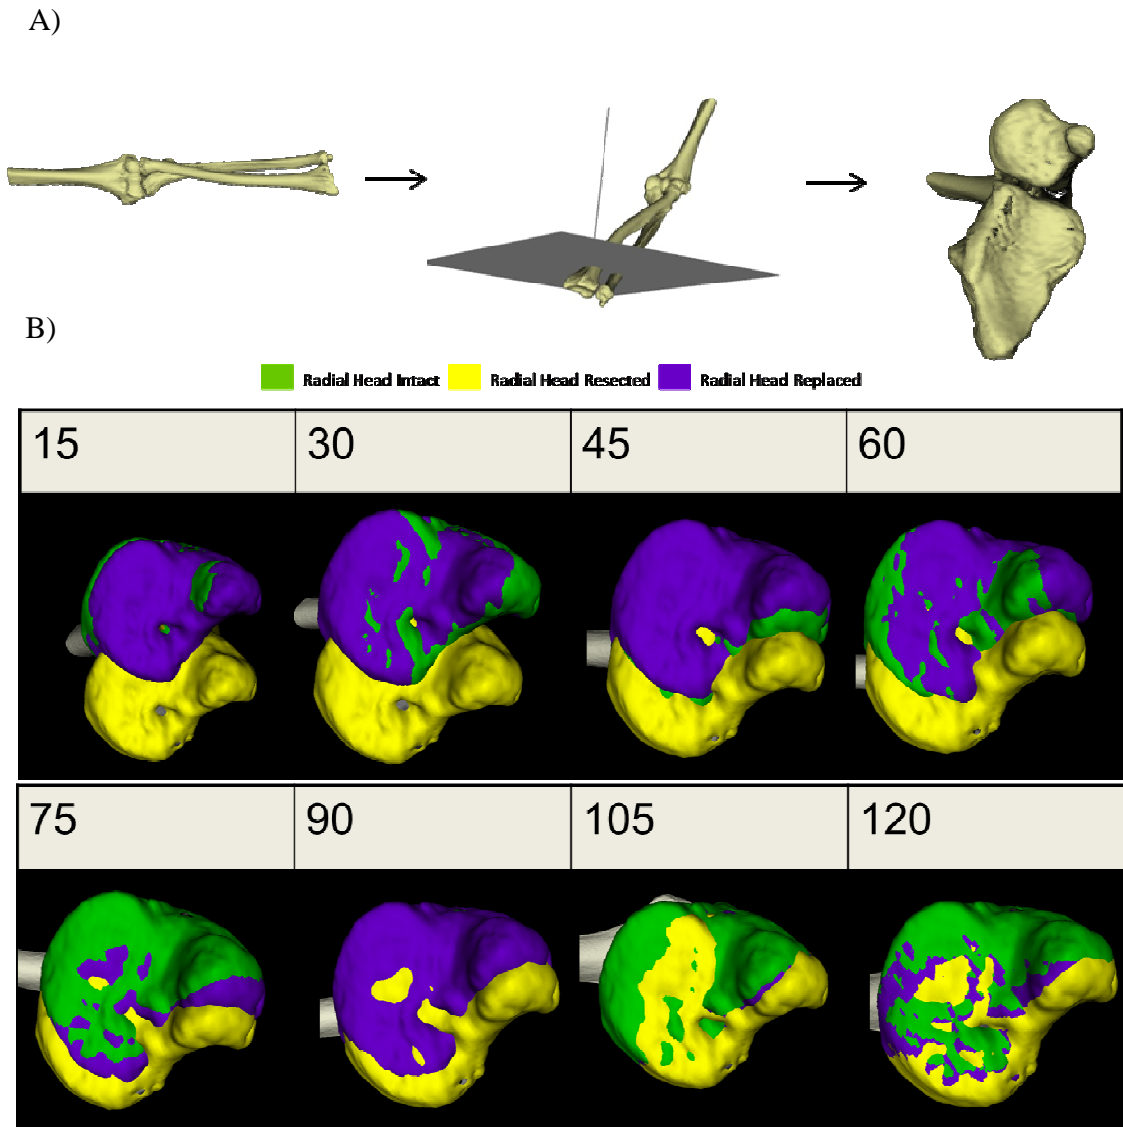 A)
B)
Radial Head Intact Radial Head Resected Radial Head Replaced
15 30 45 60
75 90 105 120